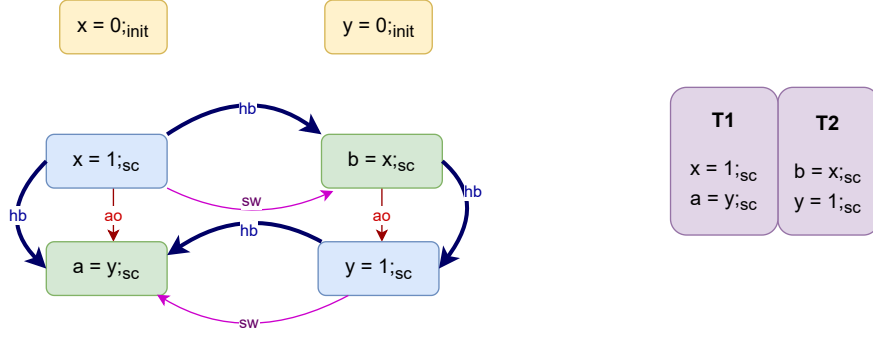 x = 0;init
y = 0;init
hb
x = 1;sc
b = x;sc
hb
sw
hb
ao
ao
hb
a = y;sc
y = 1;sc
sw
T1
x = 1;sc
a = y;sc
T2
b = x;sc
y = 1;sc